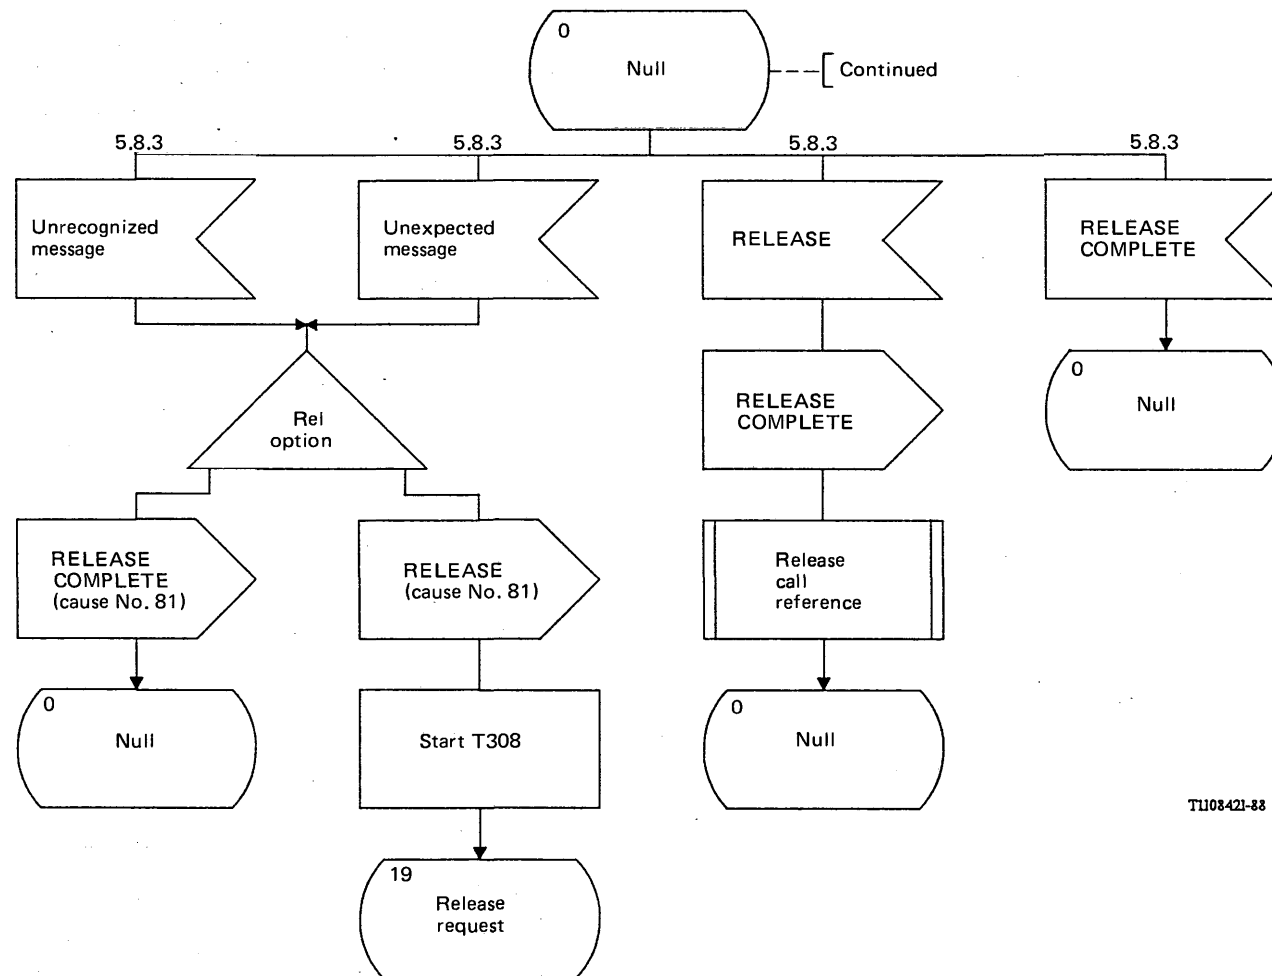 0
Null
Continued
5.8.3
5.8.3
5.8.3
5.8.3
Unrecognized
message
Unexpected
message
RELEASE
RELEASE
COMPLETE
Rel
option
RELEASE
COMPLETE
0
Null
RELEASE
COMPLETE
(cause No. 81)
RELEASE
(cause No. 81)
Release
call
reference
0
Null
Start T308
0
Null
T1108421-88
19
Release
request